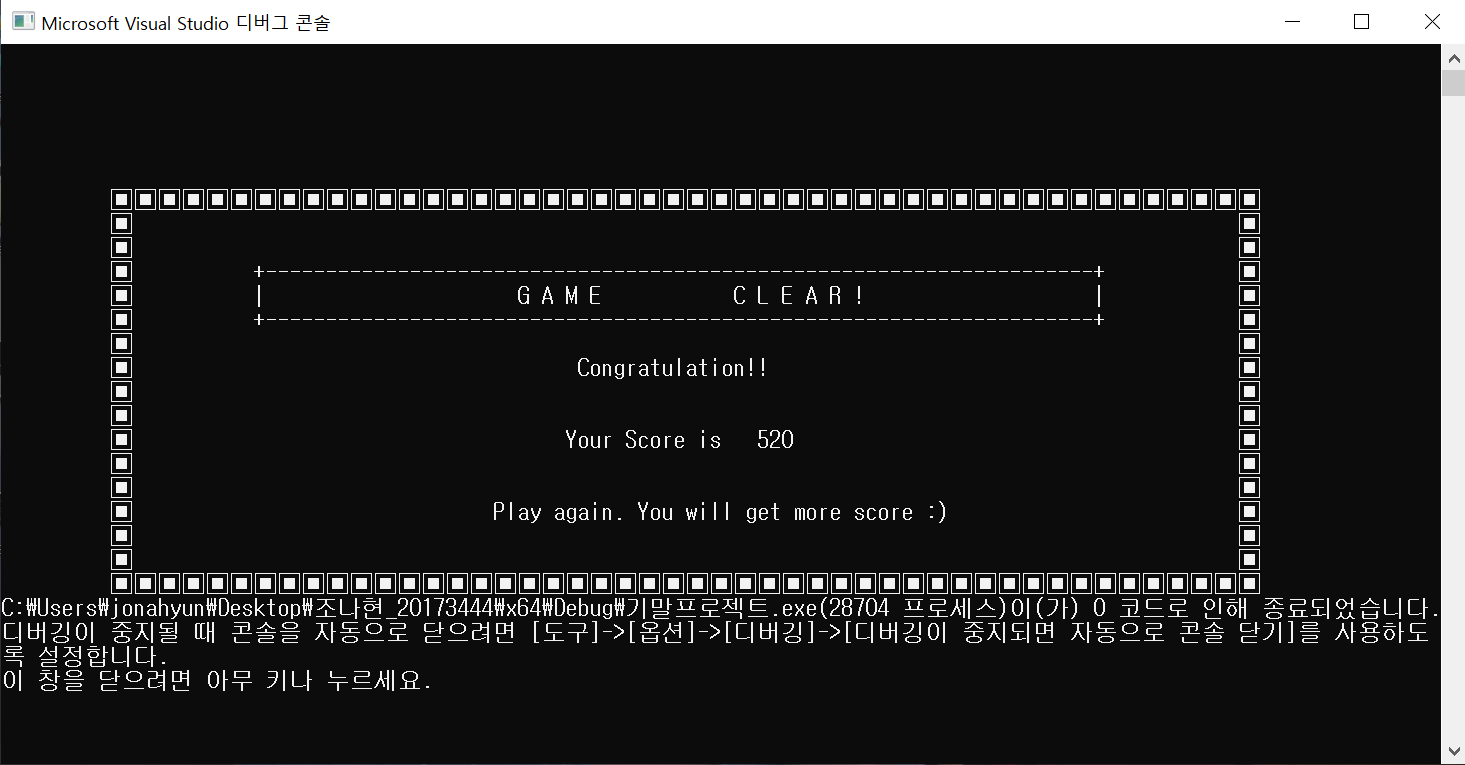 Microsoft Visual Studio 디버그 콘솔
G A M E C L E A R !
Congratulation!!
Your Score is 520
Play again. You will get more score :)
C:₩Users₩jonahyun₩Desktop₩조나현_20173444₩x64₩Debug₩기말프로젝트.exe(28704 프로세스)이(가) 0 코드로 인해 종료되었습니다.
디버깅이 중지될 때 콘솔을 자동으로 닫으려면 [도구]->[옵션]->[디버깅]->[디버깅이 중지되면 자동으로 콘솔 닫기]를 사용하도
록 설정합니다.
이 창을 닫으려면 아무 키나 누르세요.